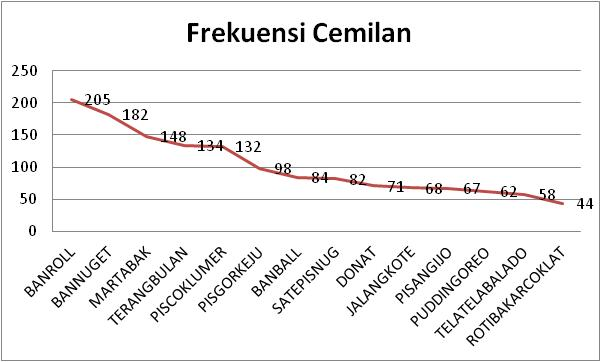 Frekuensi Cemilan
250
200
150
100
50
0
205
182
148
134
132
98
84
82
71
68
67
62
58
44
BANROLL
BANNUGET
MARTABAK
TERANGBULAN
PISCOKLUMER
PISGORKEJU
BANBALL
SATEPISNUG
DONAT
JALANGKOTE
PISANGIJO
PUDDINGOREO
TELATELABALADO
ROTIBAKARCOKLAT